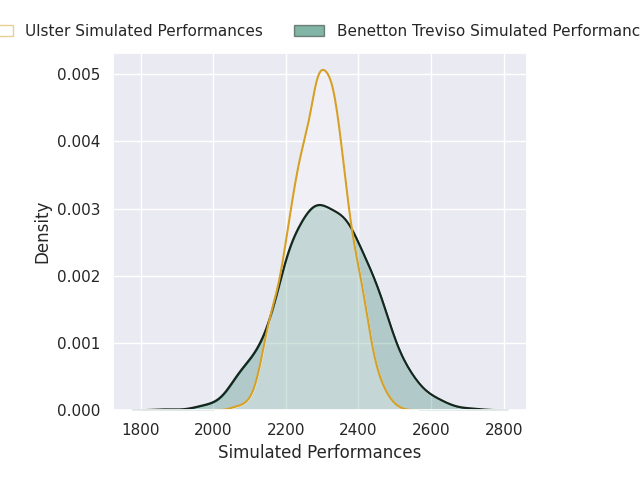 Ulster Simulated Performances
Benetton Treviso Simulated Performanc
0.005
0.004
0.003
0.002
0.001
0.000
Density
1800 2000 2200 2400 2600 2800
Simulated Performances